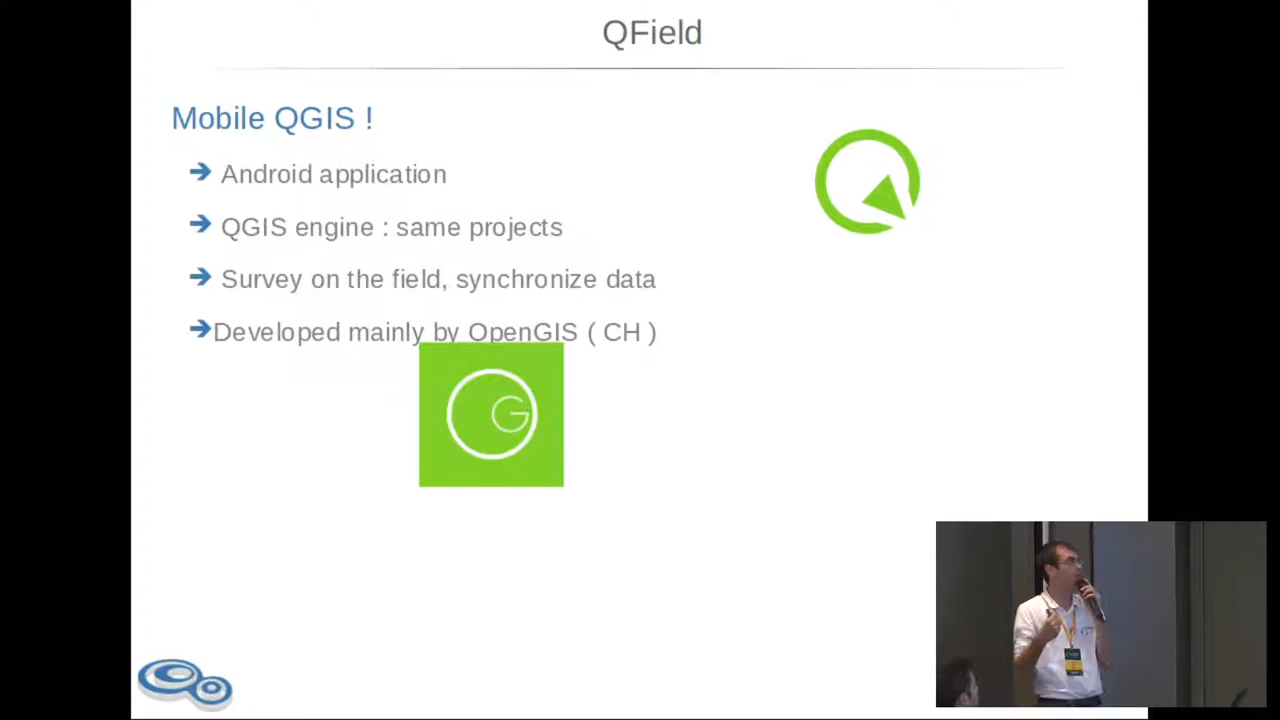 QField
Mobile QGIS !
➔ Android application
➔ QGIS engine : same projects
➔ Survey on the field, synchronize data
➔Developed mainly by OpenGIS ( CH )
G